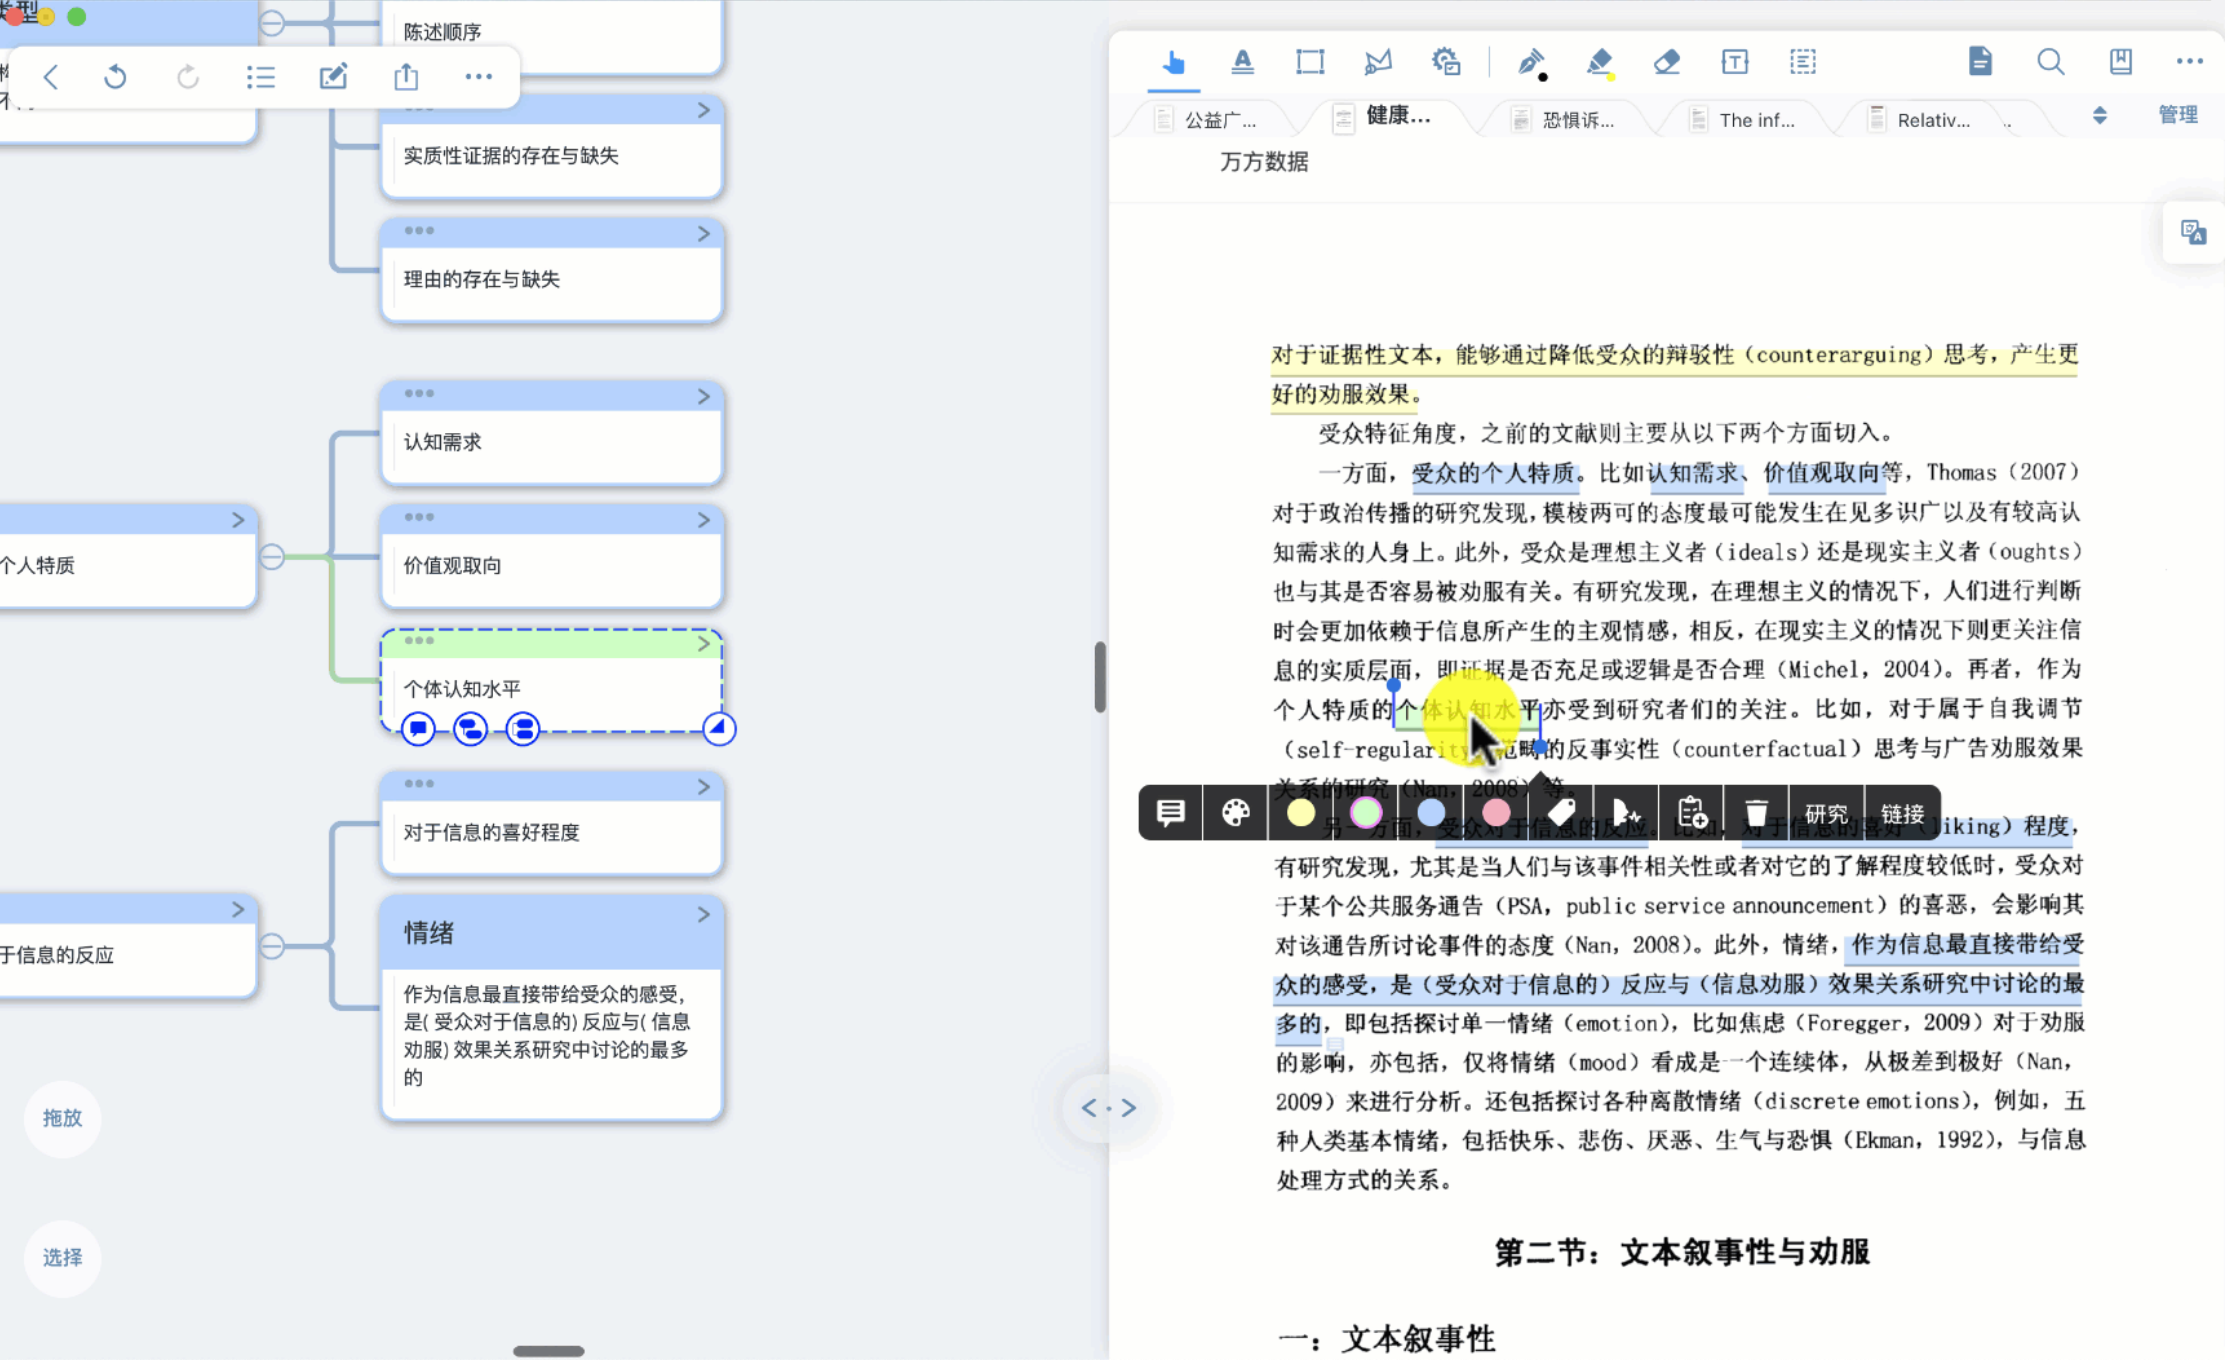 类型
陈述顺序
实质性证据的存在与缺失
理由的存在与缺失
认知需求
个人特质
价值观取向
个体认知水平
对于信息的喜好程度
于信息的反应
情绪
作为信息最直接带给受众的感受,
是( 受众对于信息的) 反应与( 信息
劝服) 效果关系研究中讨论的最多
的
拖放
选择
公益广...
健康...
恐惧诉...
The inf...
Relativ...
管理
万方数据
对于证据性文本，能够通过降低受众的辩驳性（counterarguing）思考，产生更
好的劝服效果。
受众特征角度，之前的文献则主要从以下两个方面切入。
一方面，受众的个人特质。比如认知需求、价值观取向等，Thomas（2007）
对于政治传播的研究发现，模棱两可的态度最可能发生在见多识广以及有较高认
知需求的人身上。此外，受众是理想主义者（ideals）还是现实主义者（oughts）
也与其是否容易被劝服有关。有研究发现，在理想主义的情况下，人们进行判断
时会更加依赖于信息所产生的主观情感，相反，在现实主义的情况下则更关注信
息的实质层面，即证据是否充足或逻辑是否合理（Michel，2004）。再者，作为
个人特质的个体认知水平亦受到研究者们的关注。比如，对于属于自我调节
（self-regularity 范畴的反事实性（counterfactual）思考与广告劝服效果
关系的研究（Nan，2008）等。
研究
链接
另一方面，受众对于信息的反应。比如，对于信息的喜好（liking）程度，
有研究发现，尤其是当人们与该事件相关性或者对它的了解程度较低时，受众对
于某个公共服务通告（PSA，public service announcement）的喜恶，会影响其
对该通告所讨论事件的态度（Nan，2008）。此外，情绪，作为信息最直接带给受
众的感受，是（受众对于信息的）反应与（信息劝服）效果关系研究中讨论的最
多的，即包括探讨单一情绪（emotion），比如焦虑（Foregger，2009）对于劝服
的影响，亦包括，仅将情绪（mood）看成是一个连续体，从极差到极好（Nan，
2009）来进行分析。还包括探讨各种离散情绪（discrete emotions），例如，五
种人类基本情绪，包括快乐、悲伤、厌恶、生气与恐惧（Ekman，1992），与信息
处理方式的关系。
第二节：文本叙事性与劝服
一：文本叙事性